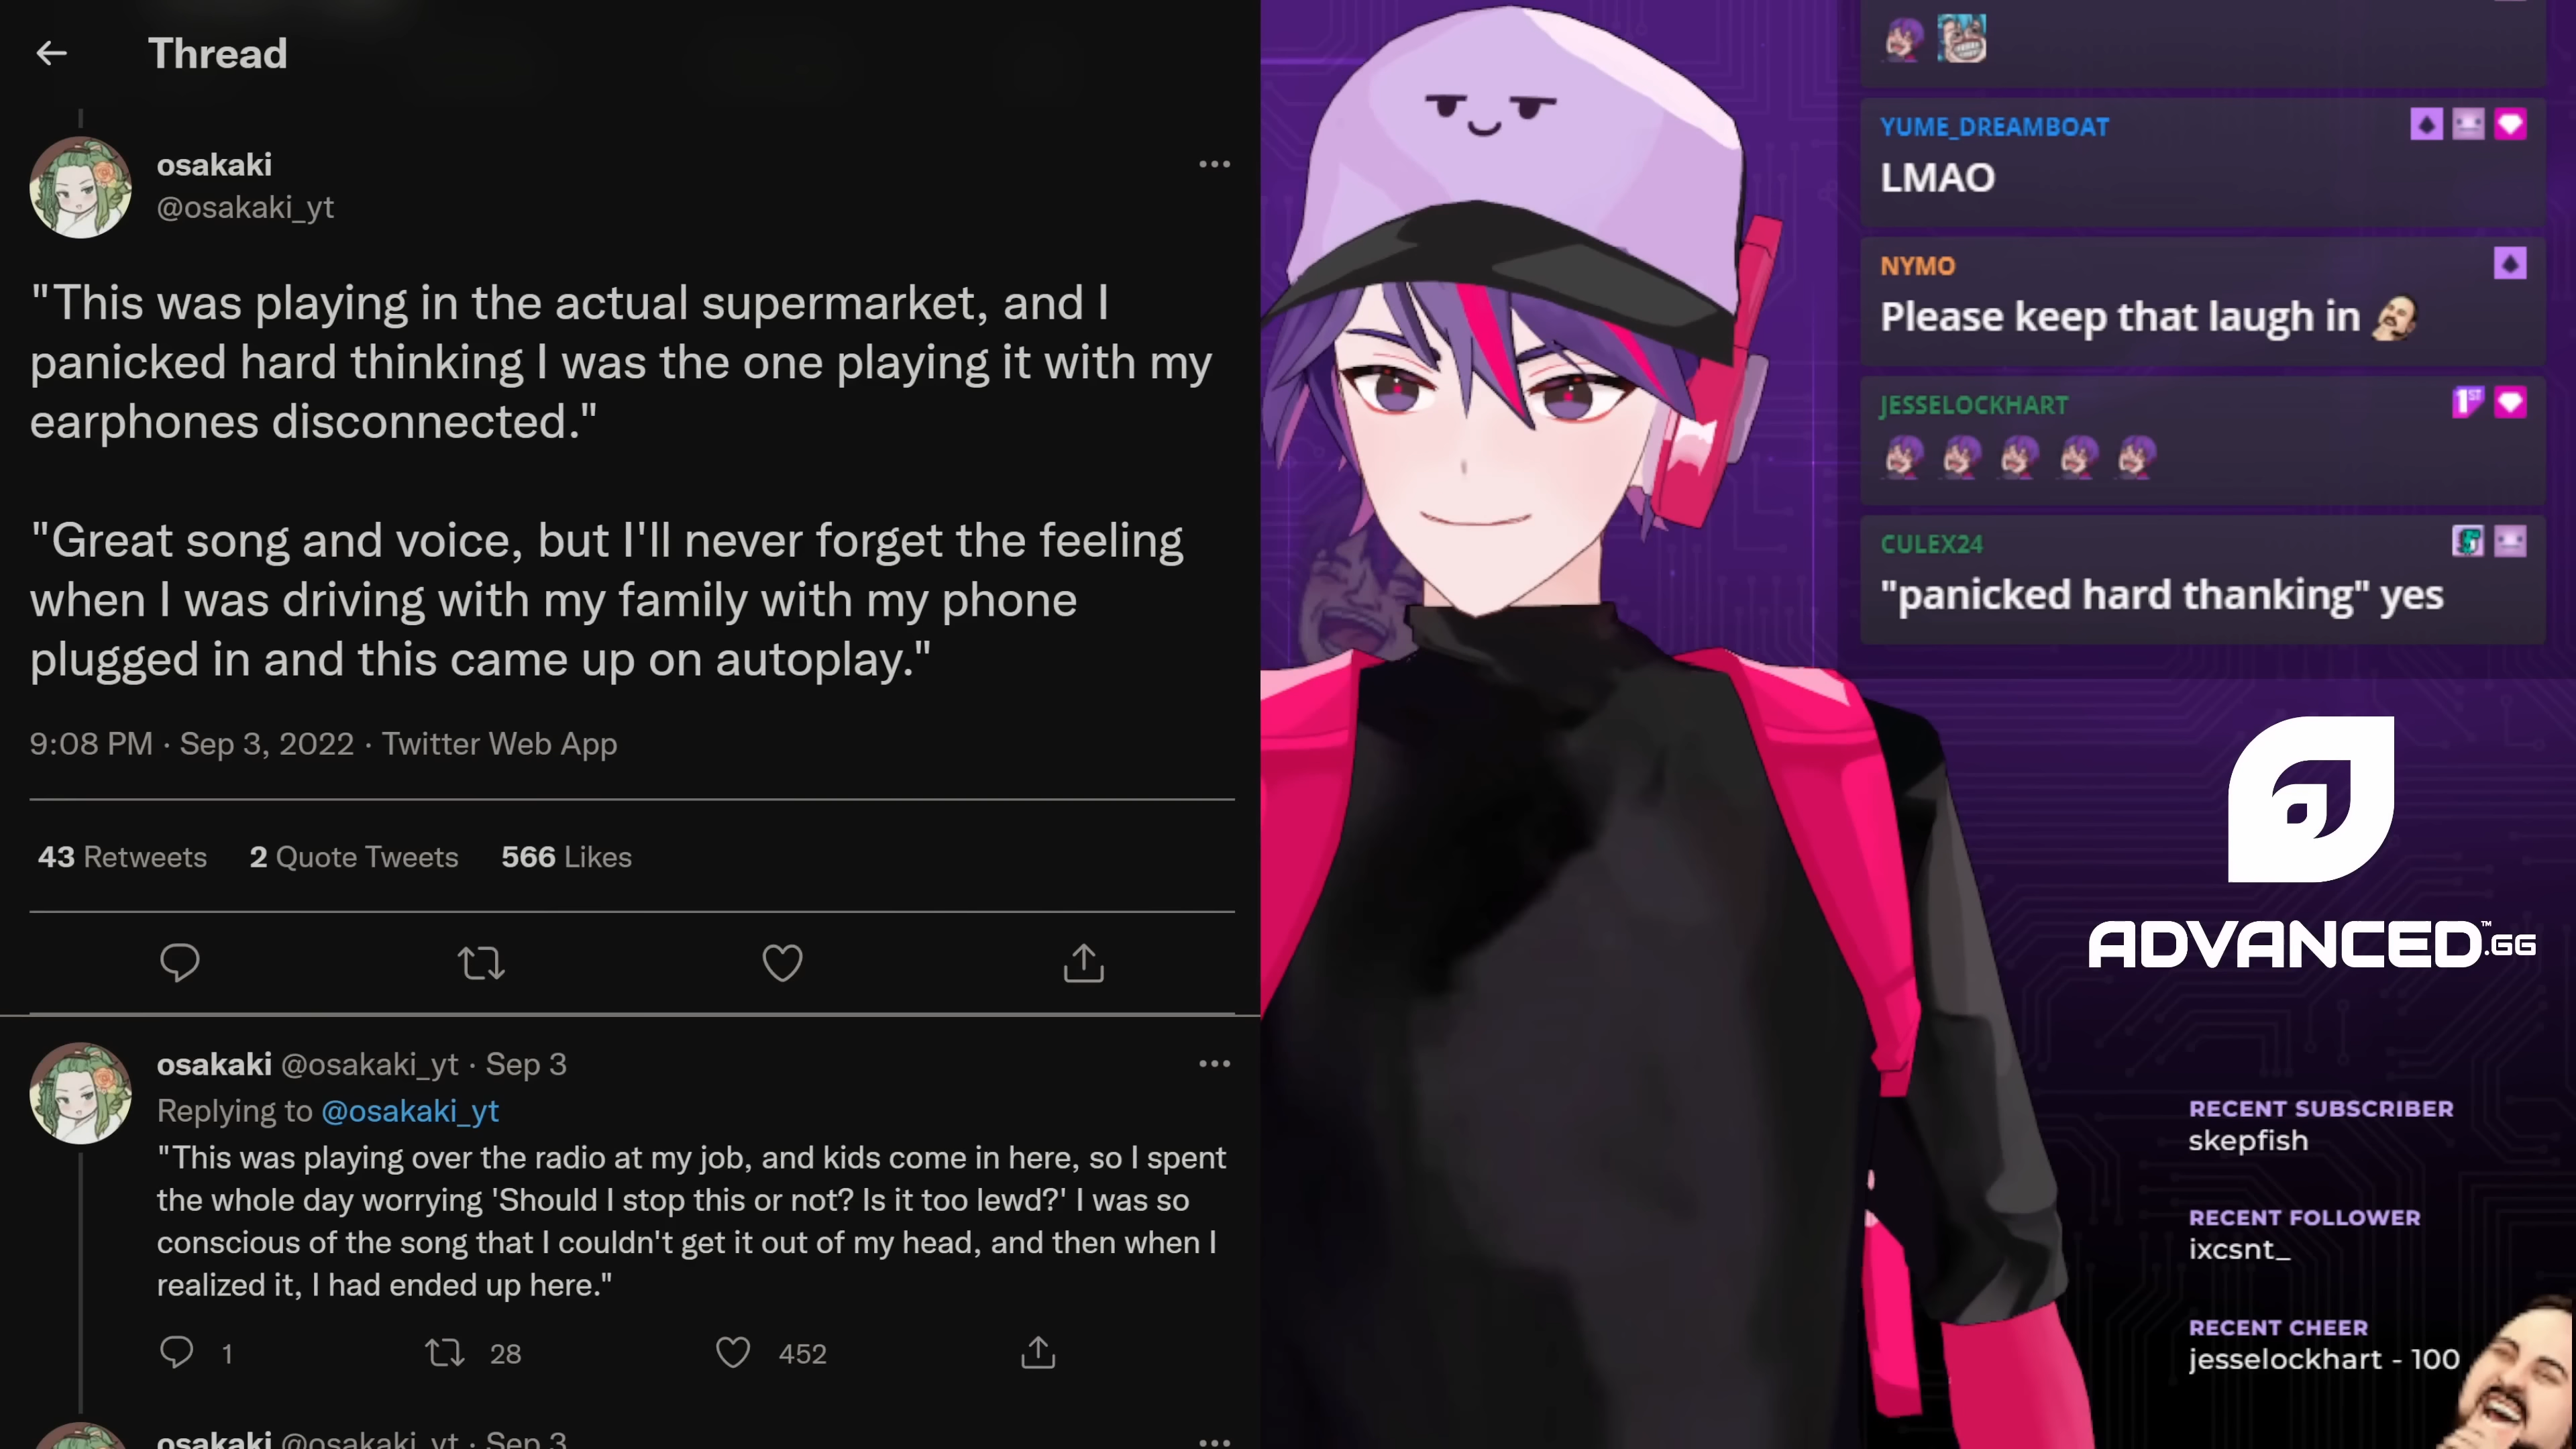 Thread
osakaki
@osakaki_yt
"This was playing in the actual supermarket, and I
panicked hard thinking I was the one playing it with my
earphones disconnected."
"Great song and voice, but I'll never forget the feeling
when I was driving with my family with my phone
plugged in and this came up on autoplay."
9:08 PM · Sep 3, 2022 · Twitter Web App
43 Retweets 2 Quote Tweets 566 Likes
osakaki @osakaki_yt · Sep 3
Replying to @osakaki_yt
"This was playing over the radio at my job, and kids come in here, so I spent
the whole day worrying 'Should I stop this or not? Is it too lewd?' I was so
conscious of the song that I couldn't get it out of my head, and then when I
realized it, I had ended up here."
1 28 452
osakaki @osakaki_yt · Sep 3
YUME_DREAMBOAT
LMAO
NYMO
Please keep that laugh in
JESSELOCKHART
1ST
CULEX24
"panicked hard thanking" yes
ADVANCED™.GG
RECENT SUBSCRIBER
skepfish
RECENT FOLLOWER
ixcsnt_
RECENT CHEER
jesselockhart - 100